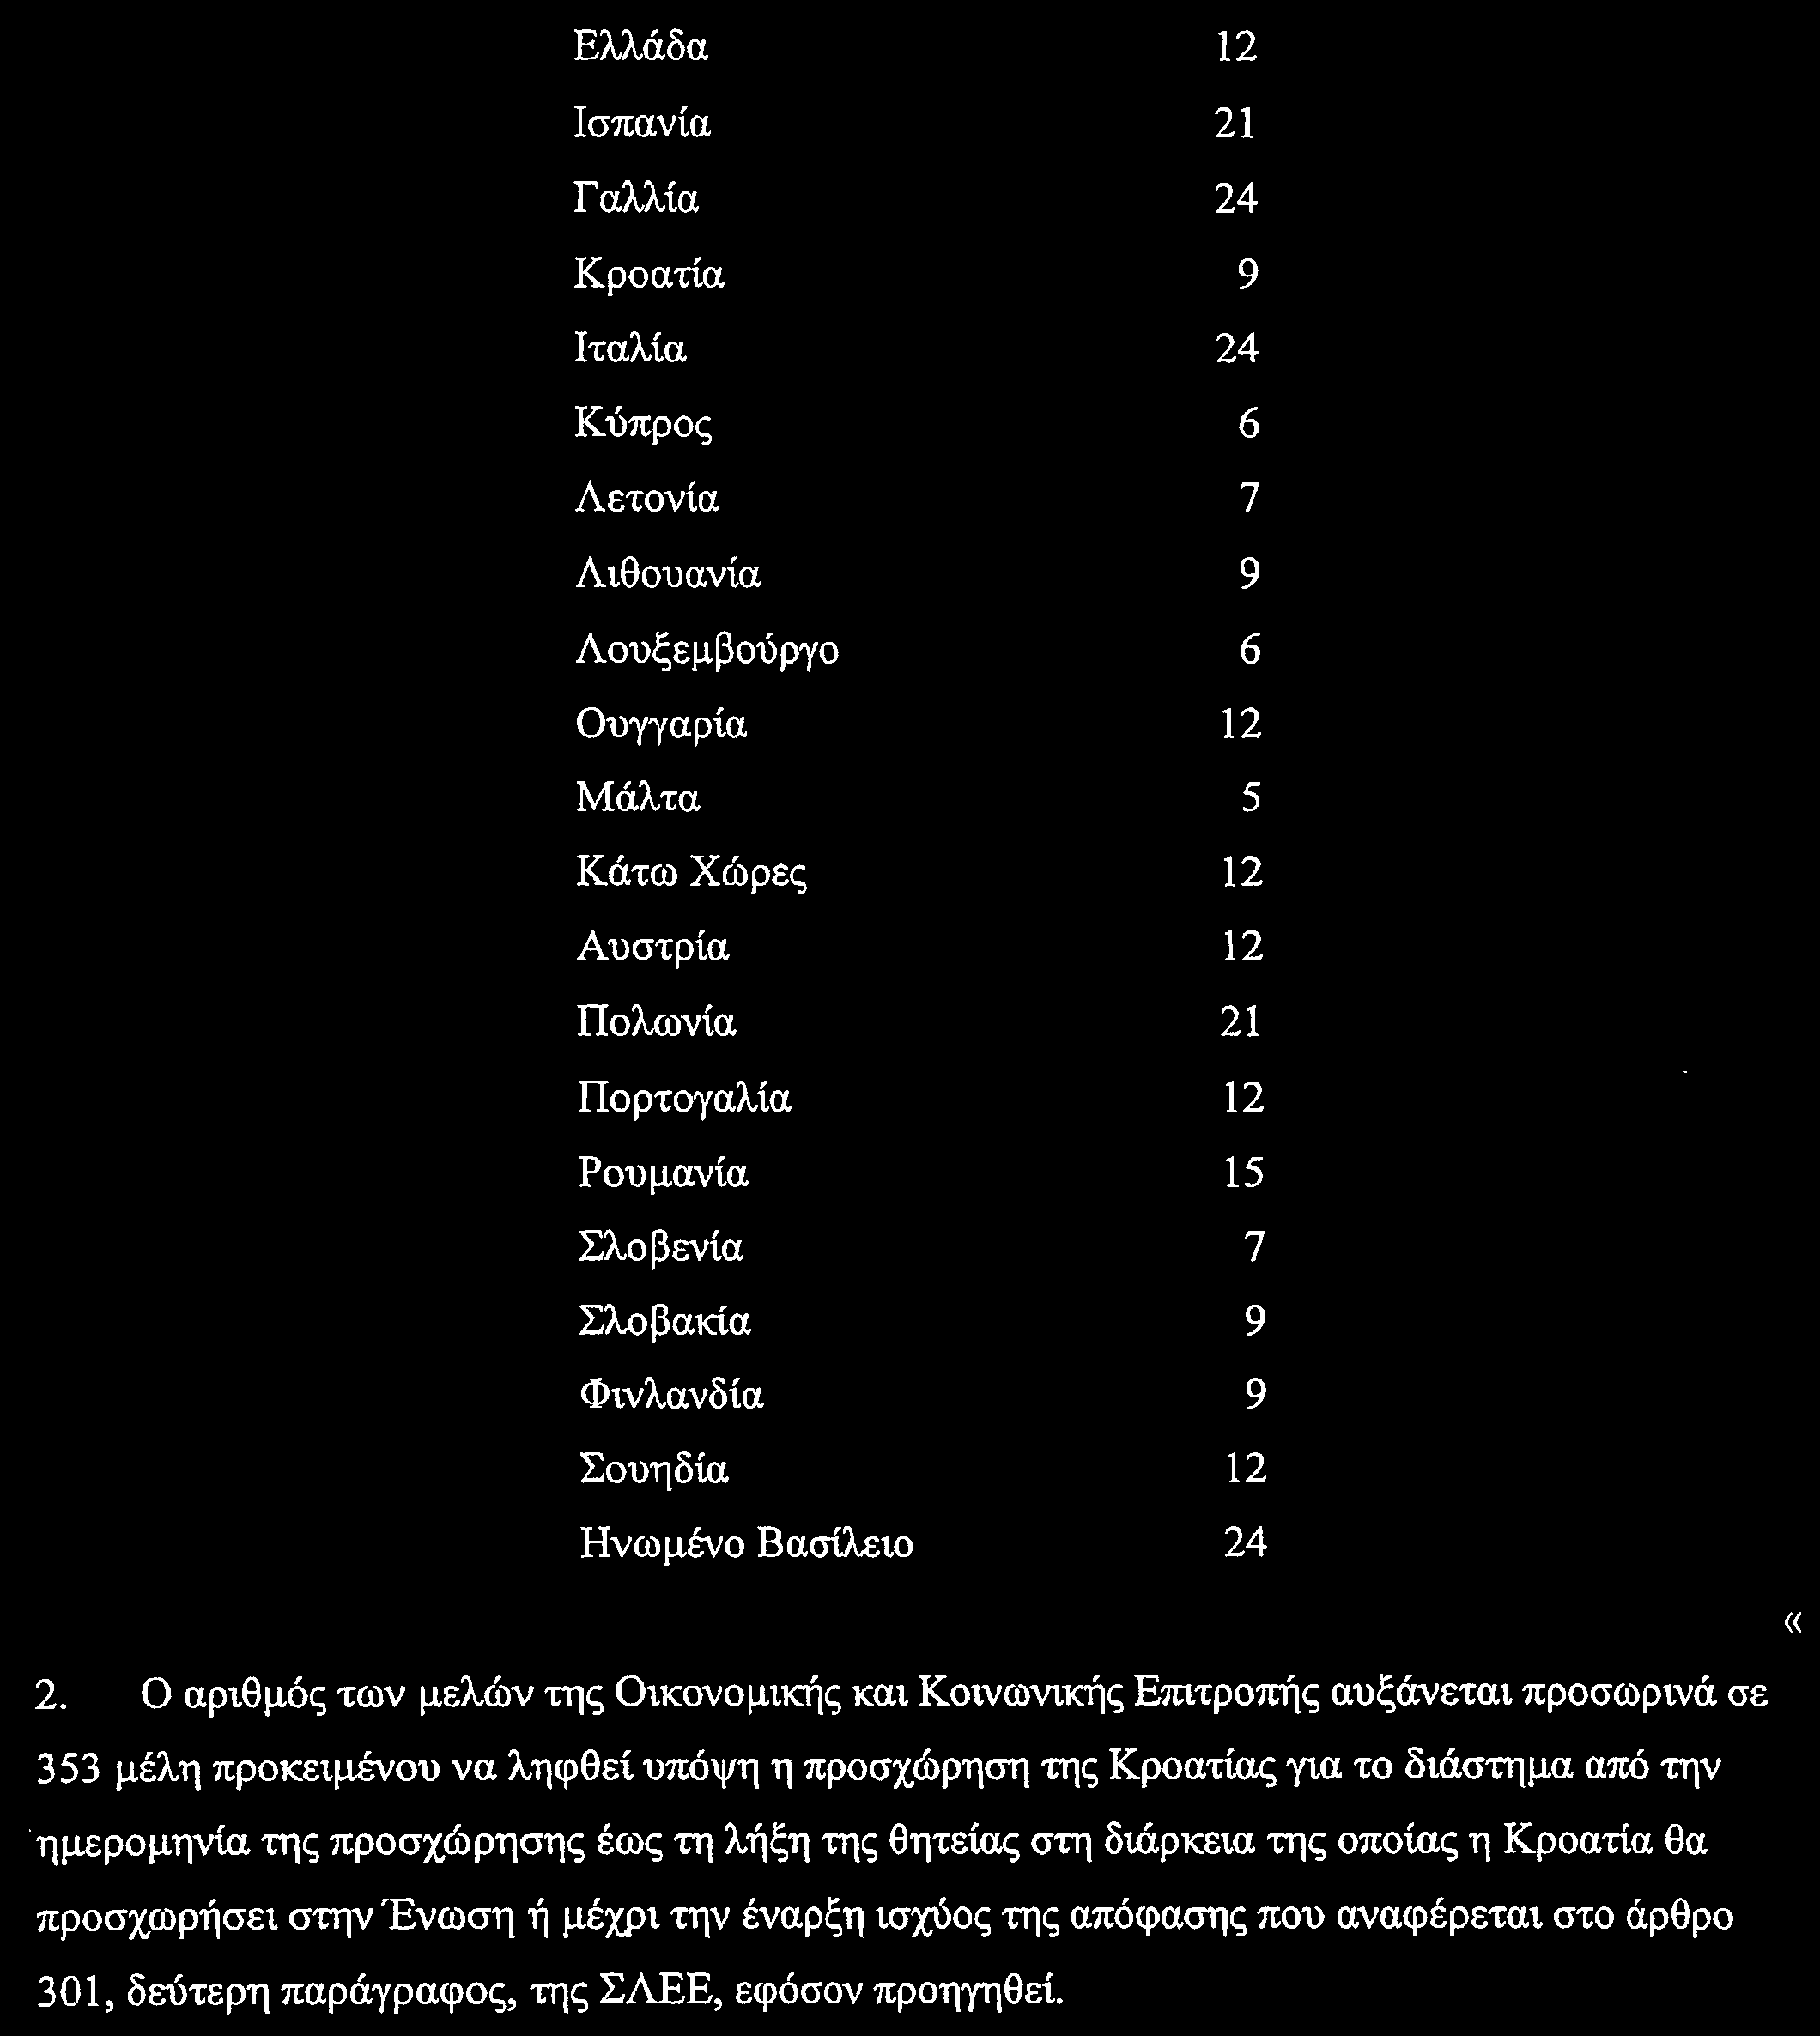 Ελλάδα 12
Ισπανία 21
Γαλλία 24
Κροατία 9
Ιταλία 24
Κύπρος 6
Λετονία 7
Λιθουανία 9
Λουξεμβούργο 6
Ουγγαρία 12
Μάλτα 5
Κάτω Χώρες 12
Αυστρία 12
Πολωνία 21
Πορτογαλία 12
Ρουμανία 15
Σλοβενία 7
Σλοβακία 9
Φινλανδία 9
Σουηδία 12
Ηνωμένο Βασίλειο 24
«
2. Ο αριθμός των μελών της Οικονομικής και Κοινωνικής Επιτροπής αυξάνεται προσωρινά σε
353 μέλη προκειμένου να ληφθεί υπόψη η προσχώρηση της Κροατίας για το διάστημα από την
ημερομηνία της προσχώρησης έως τη λήξη της θητείας στη διάρκεια της οποίας η Κροατία θα
προσχωρήσει στην Ένωση ή μέχρι την έναρξη ισχύος της απόφασης που αναφέρεται στο άρθρο
301, δεύτερη παράγραφος, της ΣΛΕΕ, εφόσον προηγηθεί.